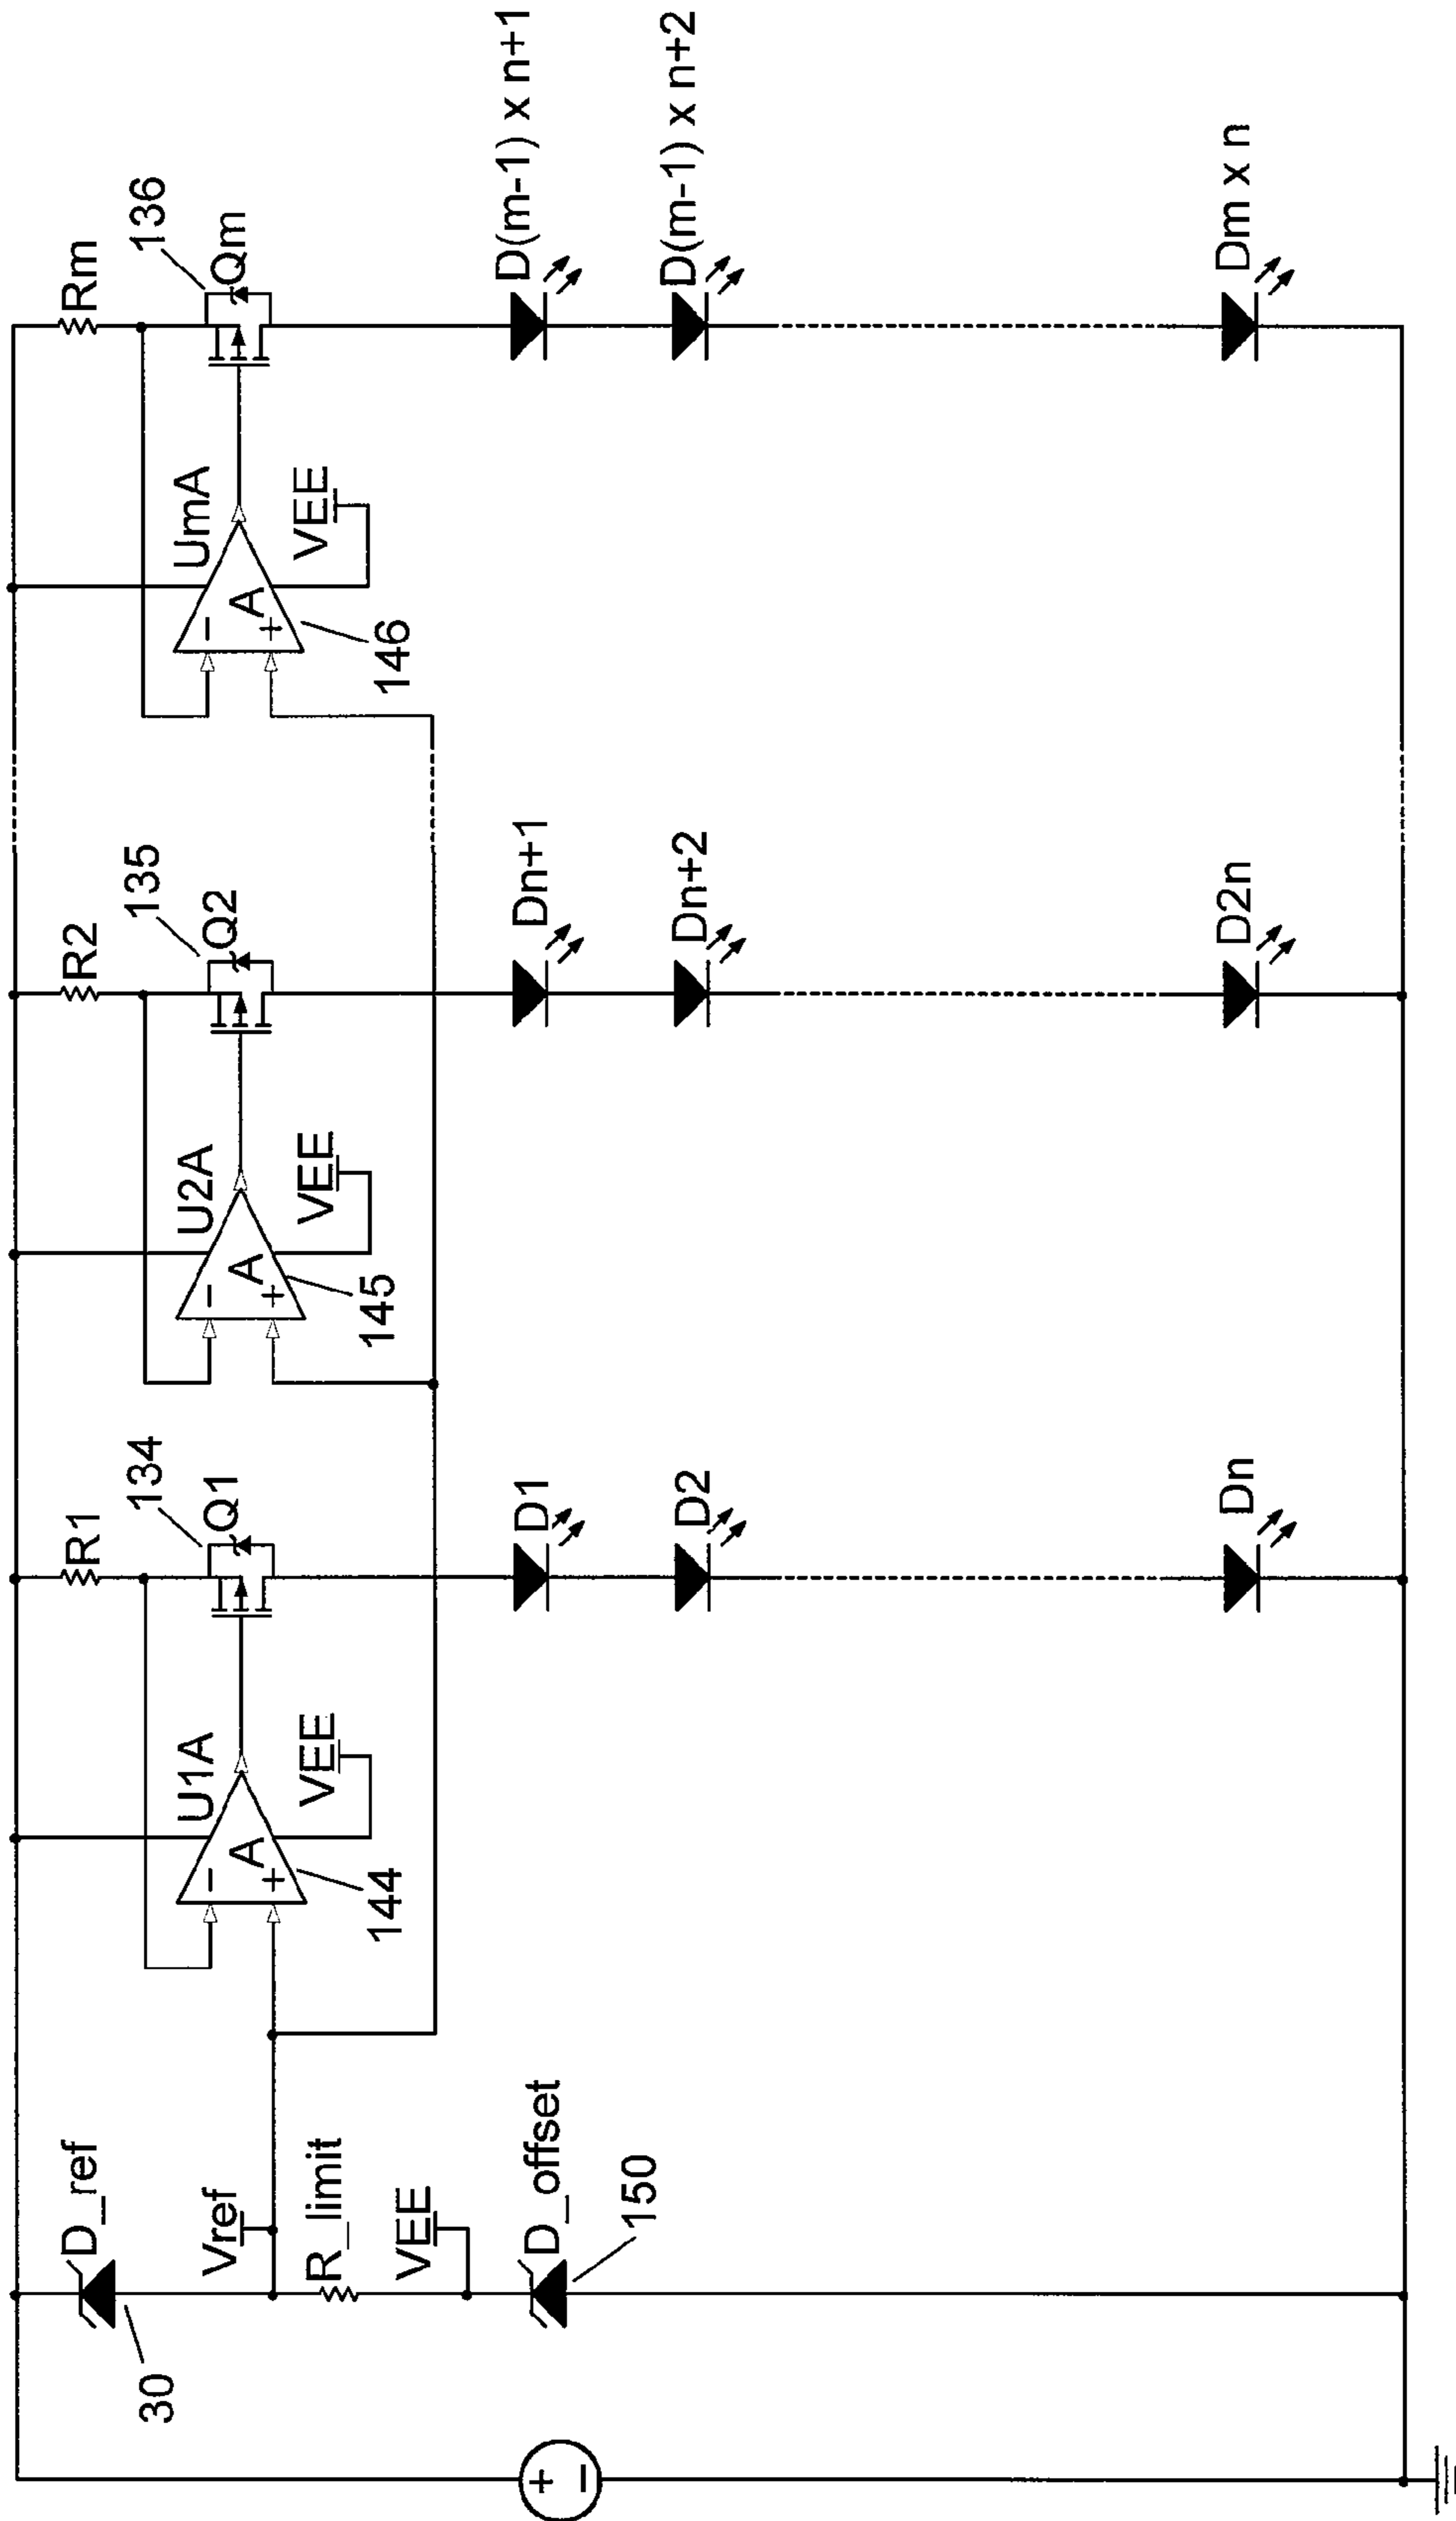 30
D_ref
Vref
R_limit
VEE
D_offset
150
+
−
U1A
A
−
+
144
VEE
R1
134
Q1
D1
D2
Dn
U2A
A
−
+
145
VEE
R2
135
Q2
Dn+1
Dn+2
D2n
UmA
A
−
+
146
VEE
Rm
136
Qm
D(m-1) x n+1
D(m-1) x n+2
Dm x n